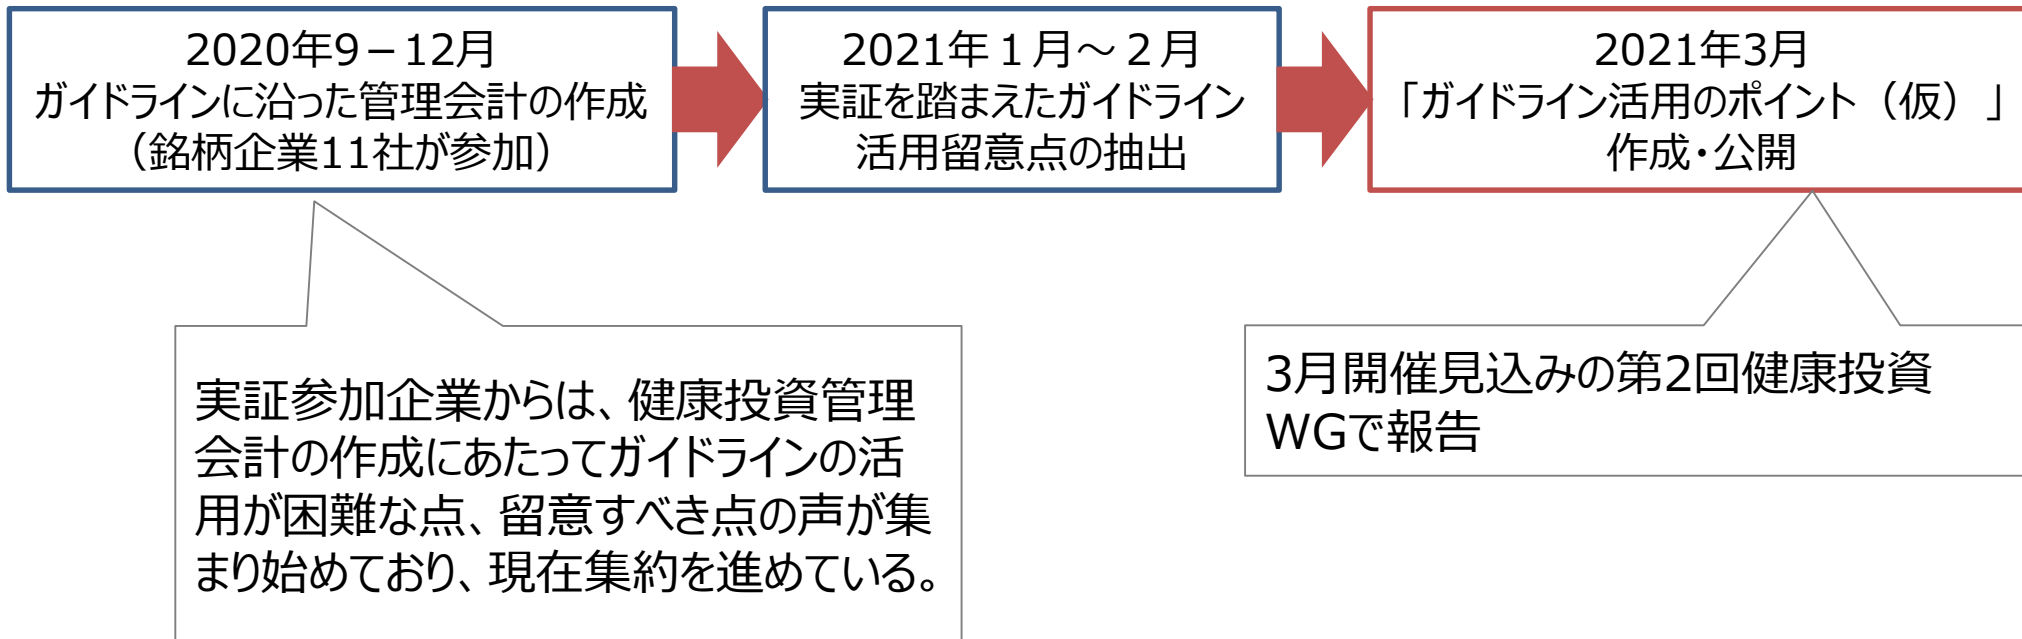 2020年9－12月
ガイドラインに沿った管理会計の作成
（銘柄企業11社が参加）
2021年１月～２月
実証を踏まえたガイドライン
活用留意点の抽出
2021年3月
「ガイドライン活用のポイント（仮）」
作成・公開
実証参加企業からは、健康投資管理
会計の作成にあたってガイドラインの活
用が困難な点、留意すべき点の声が集
まり始めており、現在集約を進めている。
3月開催見込みの第2回健康投資
WGで報告